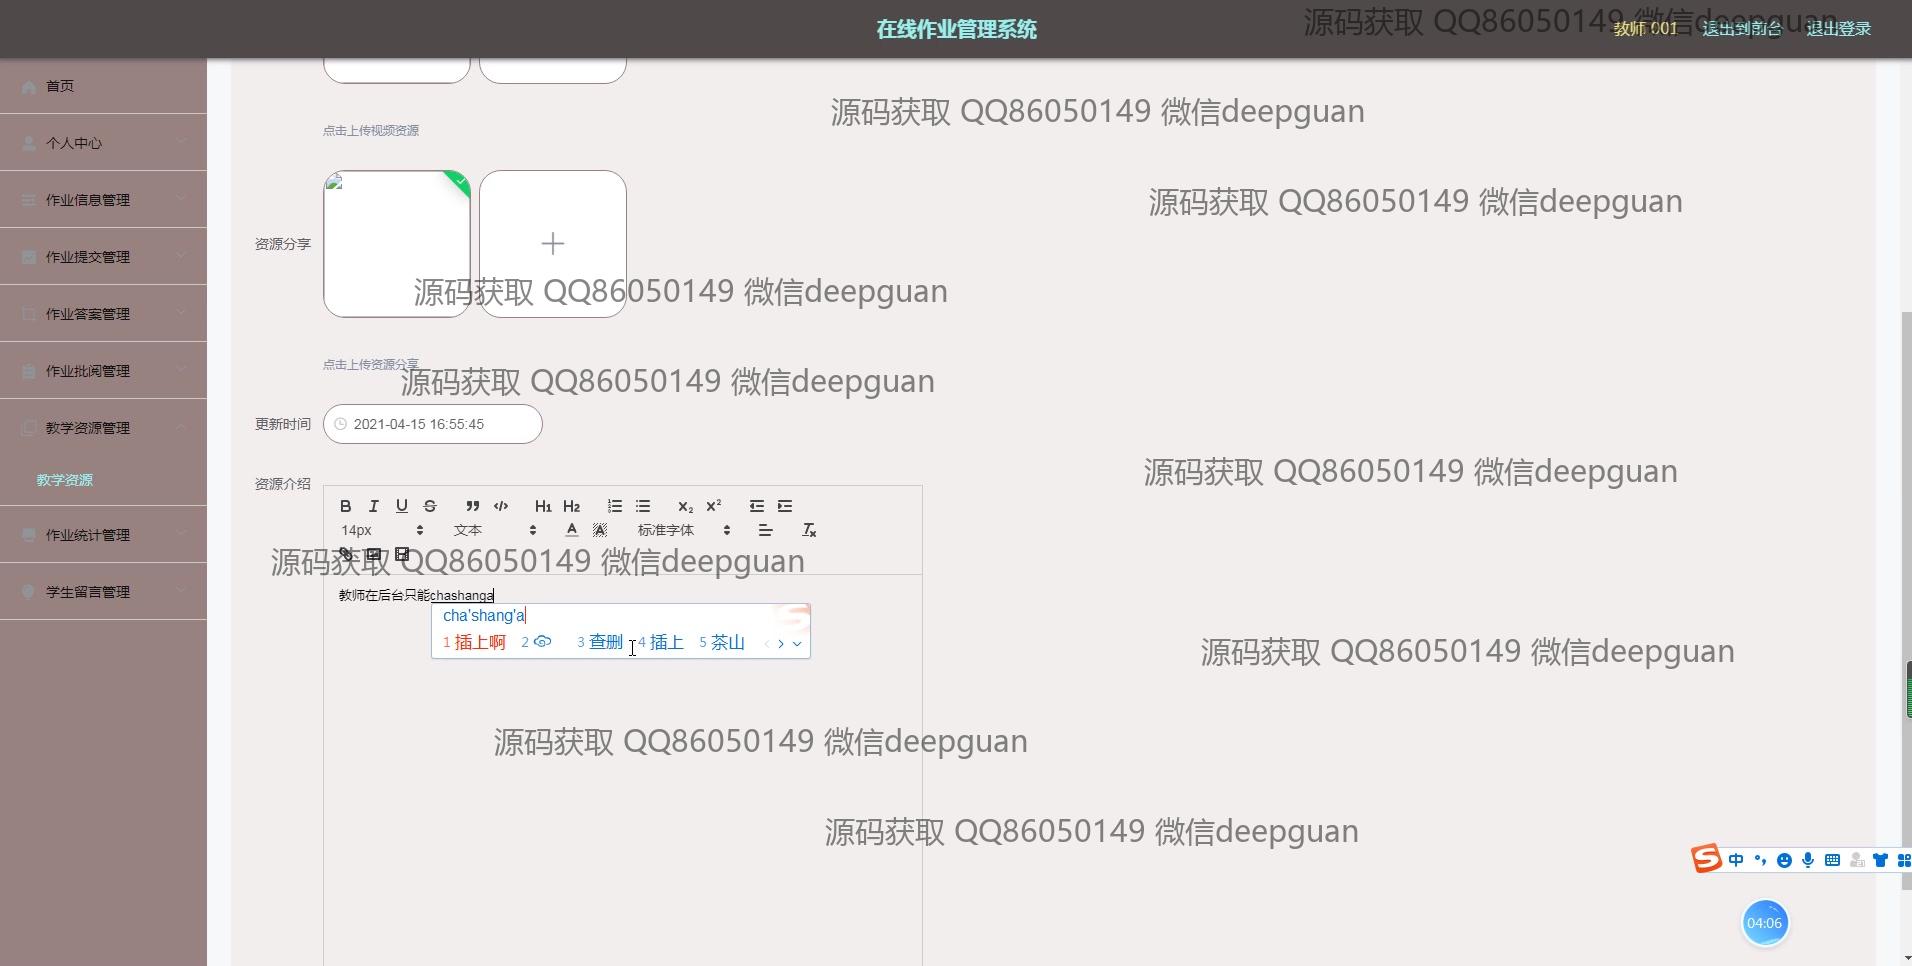 在线作业管理系统
教师 001
退出到前台
退出登录
源码获取 QQ86050149 微信deepguan
首页
个人中心
作业信息管理
作业提交管理
作业答案管理
作业批阅管理
教学资源管理
教学资源
作业统计管理
学生留言管理
源码获取 QQ86050149 微信deepguan
点击上传视频资源
源码获取 QQ86050149 微信deepguan
资源分享
源码获取 QQ86050149 微信deepguan
点击上传资源分享
源码获取 QQ86050149 微信deepguan
更新时间
2021-04-15 16:55:45
源码获取 QQ86050149 微信deepguan
资源介绍
B I U S H1 H2 X2 X2
14px 文本 A A 标准字体 Tx
源码获取 QQ86050149 微信deepguan
教师在后台只能chashanga
cha'shang'a
1 插上啊 2 3 查删 4 插上 5 茶山
源码获取 QQ86050149 微信deepguan
源码获取 QQ86050149 微信deepguan
源码获取 QQ86050149 微信deepguan
S 中
04:06